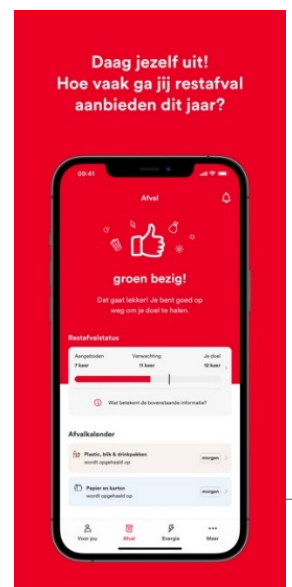 Daag jezelf uit!
Hoe vaak ga jij restafval
aanbieden dit jaar?
09:41
Afval
groen bezig!
Dat gaat lekker! Je bent goed op
weg om je doel te halen.
Restafvalstatus
Aangeboden Verwachting Je doel
7 keer 11 keer 12 keer
Wat betekent de bovenstaande informatie?
Afvalkalender
Plastic, blik & drinkpakken
wordt opgehaald op
morgen
Papier en karton
wordt opgehaald op
morgen
Voor jou Afval Energie Meer